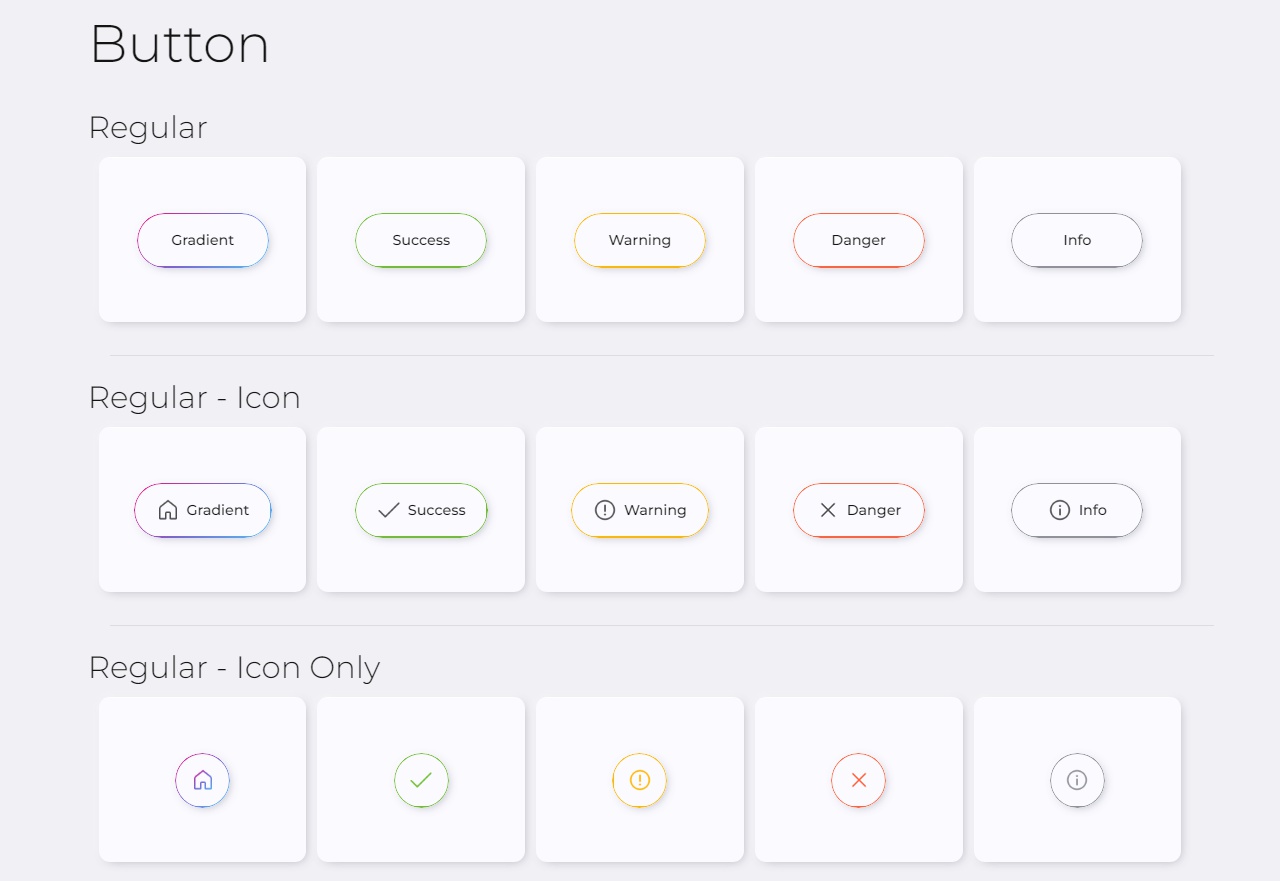 Button
Regular
Gradient
Success
Warning
Danger
Info
Regular - Icon
Gradient
Success
Warning
Danger
Info
Regular - Icon Only